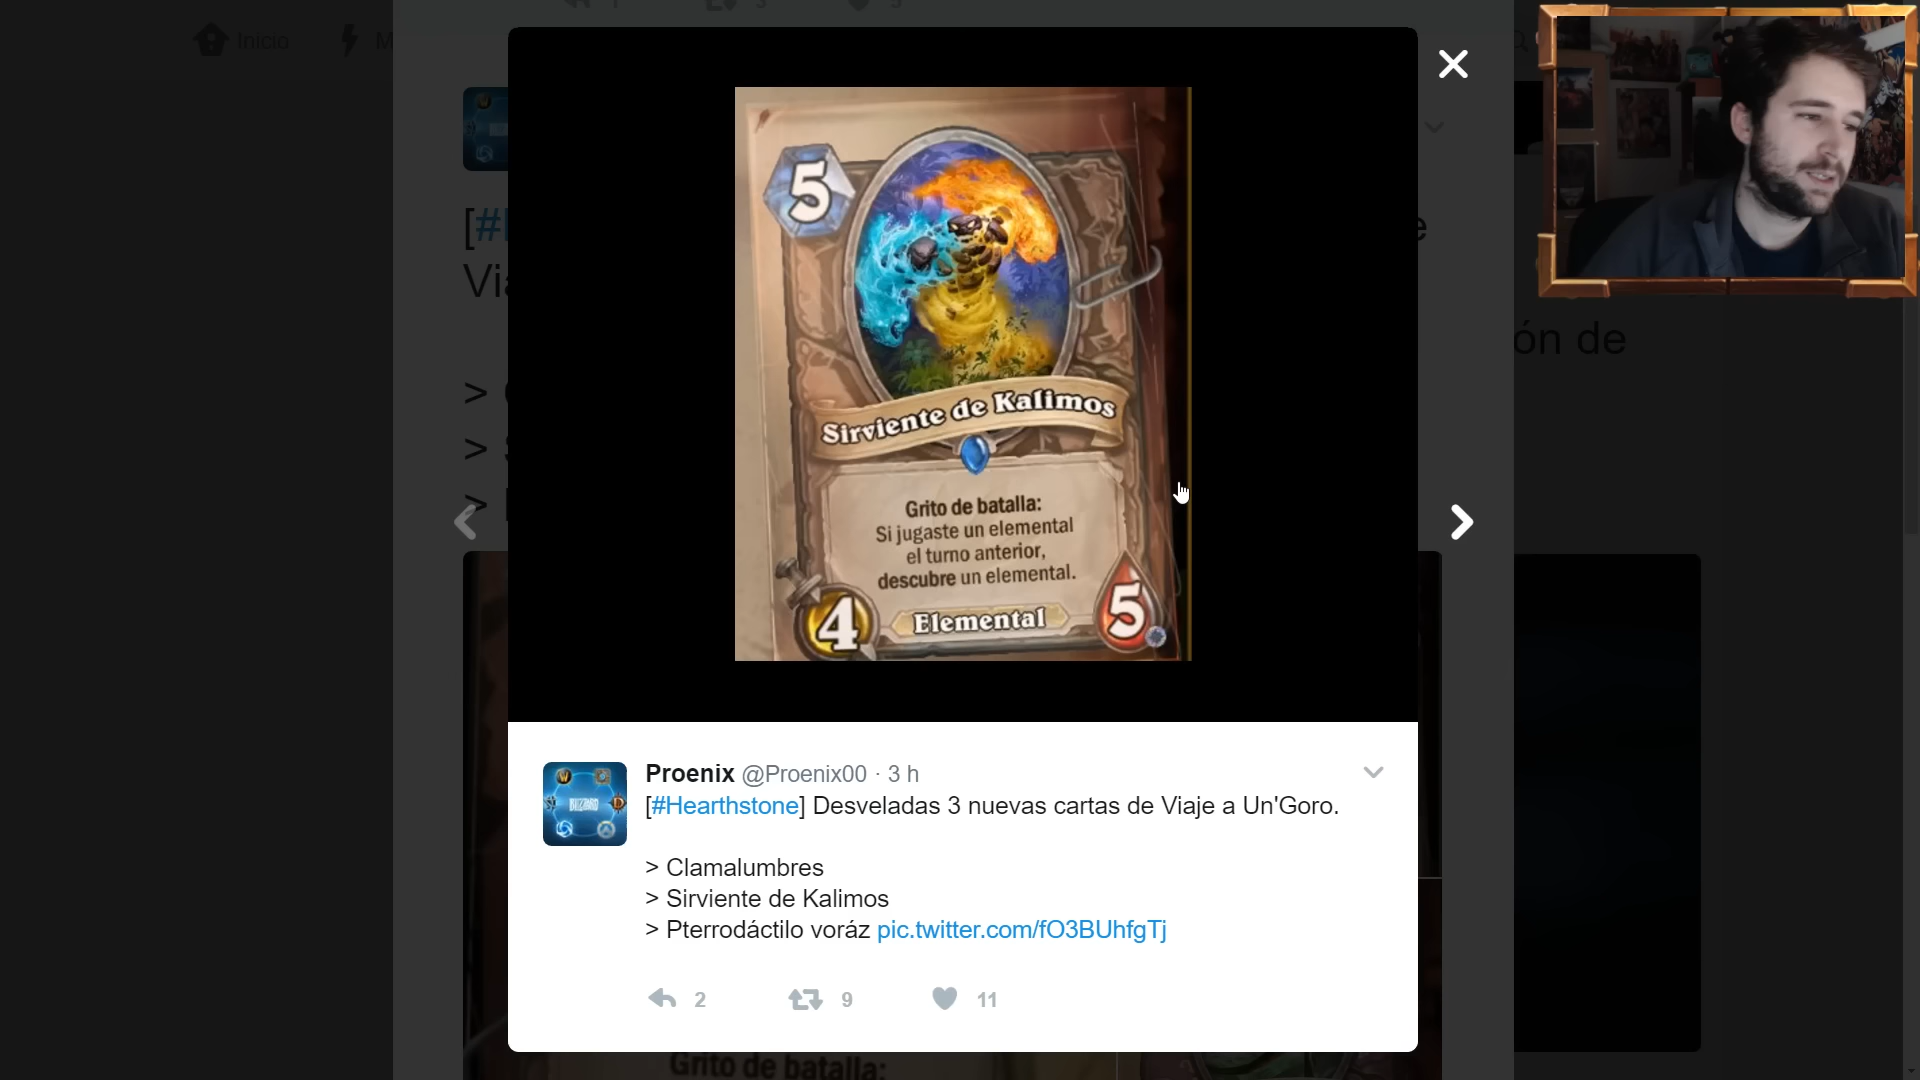 Inicio
M
[#
Via
e
ón de
>
>
>
5
Sirviente de Kalimos
Grito de batalla:
Si jugaste un elemental
el turno anterior,
descubre un elemental.
4
Elemental
5
Proenix @Proenix00 · 3 h
[#Hearthstone] Desveladas 3 nuevas cartas de Viaje a Un'Goro.
> Clamalumbres
> Sirviente de Kalimos
> Pterrodáctilo voráz pic.twitter.com/fO3BUhfgTj
2 9 11
Grito de batalla: